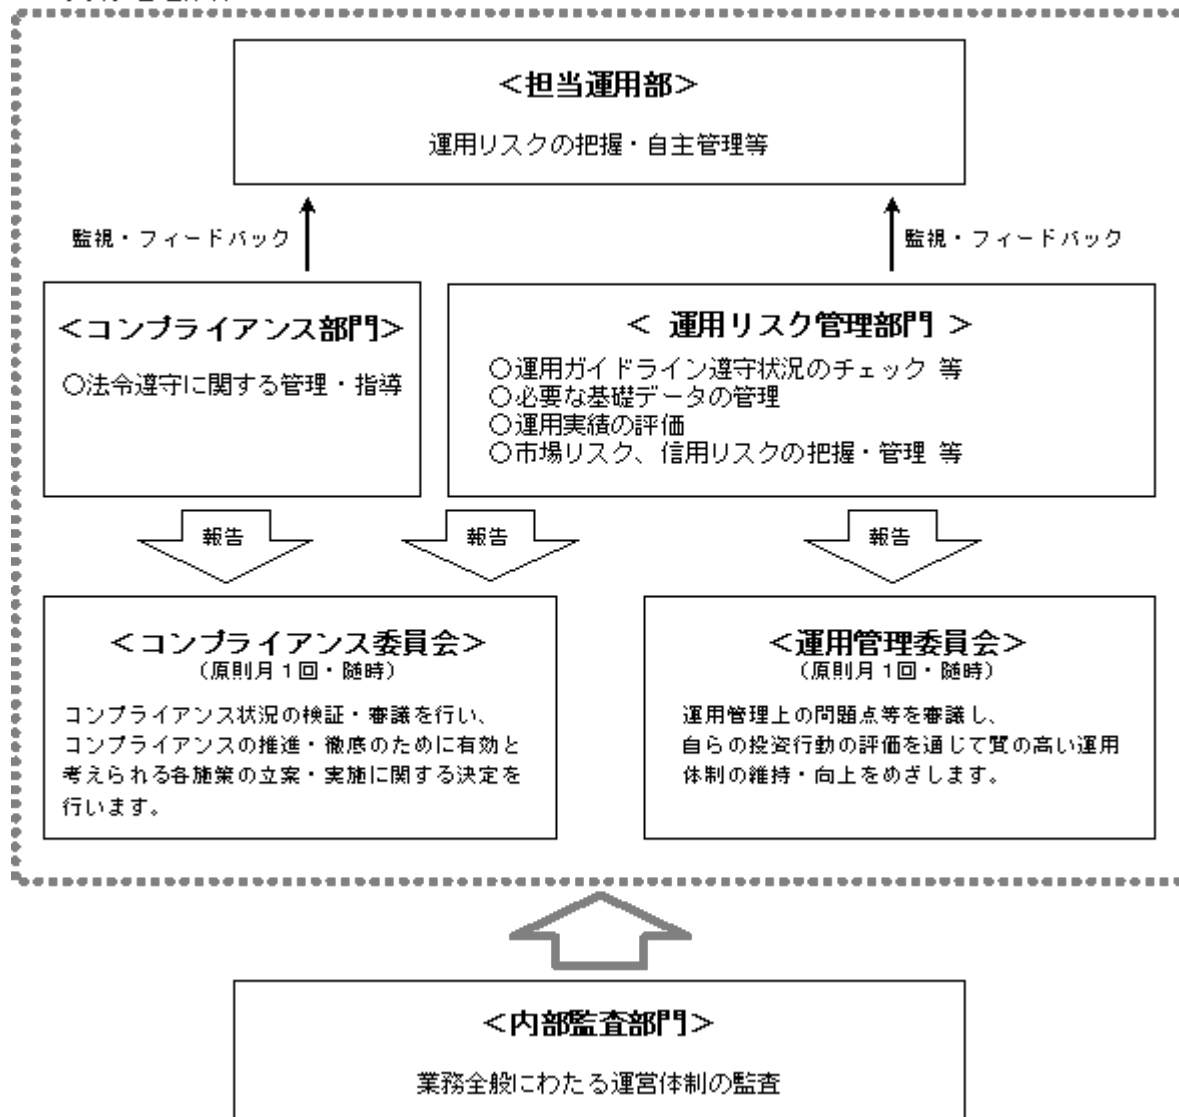 ＜担当運用部＞
運用リスクの把握・自主管理等
監視・フィードバック
監視・フィードバック
＜コンプライアンス部門＞
○法令遵守に関する管理・指導
＜ 運用リスク管理部門 ＞
○運用ガイドライン遵守状況のチェック 等
○必要な基礎データの管理
○運用実績の評価
○市場リスク、信用リスクの把握・管理 等
報告
報告
報告
＜コンプライアンス委員会＞
（原則月１回・随時）
コンプライアンス状況の検証・審議を行い、
コンプライアンスの推進・徹底のために有効と
考えられる各施策の立案・実施に関する決定を
行います。
＜運用管理委員会＞
（原則月１回・随時）
運用管理上の問題点等を審議し、
自らの投資行動の評価を通じて質の高い運用
体制の維持・向上をめざします。
＜内部監査部門＞
業務全般にわたる運営体制の監査